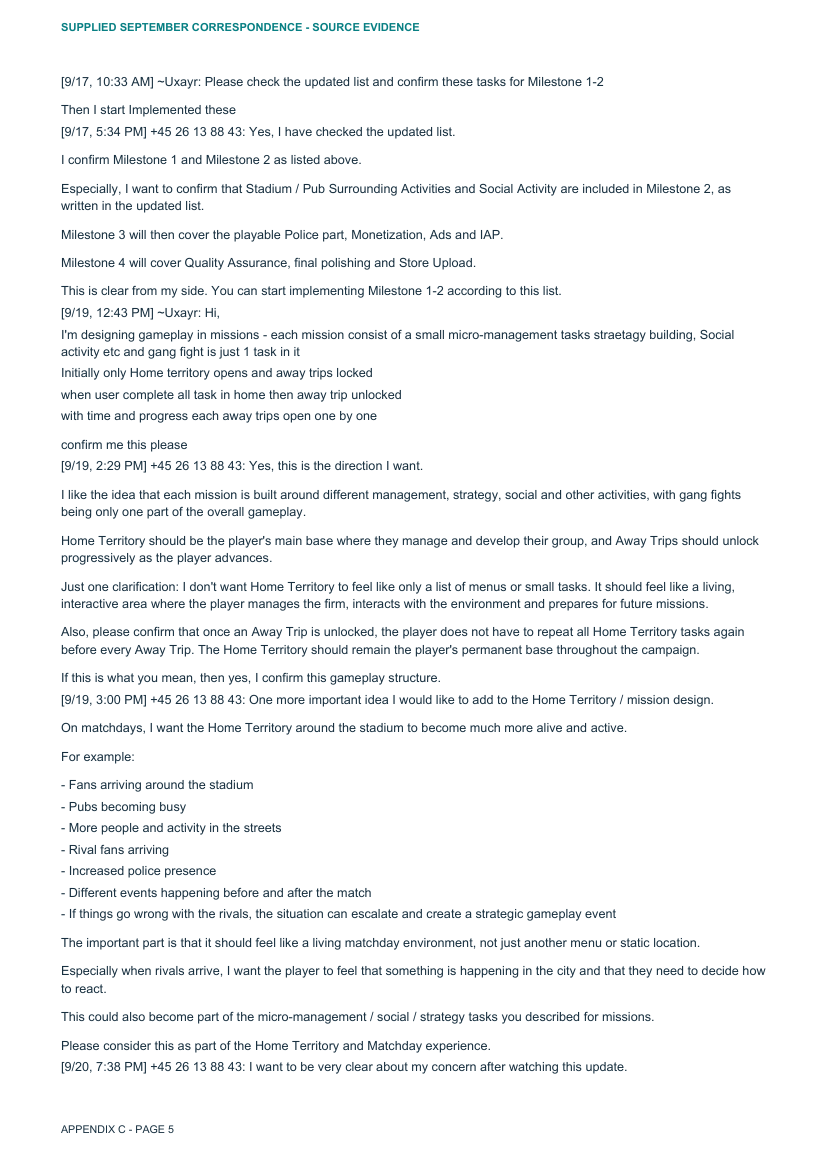 SUPPLIED SEPTEMBER CORRESPONDENCE - SOURCE EVIDENCE
[9/17, 10:33 AM] ~Uxayr: Please check the updated list and confirm these tasks for Milestone 1-2
Then I start Implemented these
[9/17, 5:34 PM] +45 26 13 88 43: Yes, I have checked the updated list.
I confirm Milestone 1 and Milestone 2 as listed above.
Especially, I want to confirm that Stadium / Pub Surrounding Activities and Social Activity are included in Milestone 2, as
written in the updated list.
Milestone 3 will then cover the playable Police part, Monetization, Ads and IAP.
Milestone 4 will cover Quality Assurance, final polishing and Store Upload.
This is clear from my side. You can start implementing Milestone 1-2 according to this list.
[9/19, 12:43 PM] ~Uxayr: Hi,
I'm designing gameplay in missions - each mission consist of a small micro-management tasks straetagy building, Social
activity etc and gang fight is just 1 task in it
Initially only Home territory opens and away trips locked
when user complete all task in home then away trip unlocked
with time and progress each away trips open one by one
confirm me this please
[9/19, 2:29 PM] +45 26 13 88 43: Yes, this is the direction I want.
I like the idea that each mission is built around different management, strategy, social and other activities, with gang fights
being only one part of the overall gameplay.
Home Territory should be the player's main base where they manage and develop their group, and Away Trips should unlock
progressively as the player advances.
Just one clarification: I don't want Home Territory to feel like only a list of menus or small tasks. It should feel like a living,
interactive area where the player manages the firm, interacts with the environment and prepares for future missions.
Also, please confirm that once an Away Trip is unlocked, the player does not have to repeat all Home Territory tasks again
before every Away Trip. The Home Territory should remain the player's permanent base throughout the campaign.
If this is what you mean, then yes, I confirm this gameplay structure.
[9/19, 3:00 PM] +45 26 13 88 43: One more important idea I would like to add to the Home Territory / mission design.
On matchdays, I want the Home Territory around the stadium to become much more alive and active.
For example:
- Fans arriving around the stadium
- Pubs becoming busy
- More people and activity in the streets
- Rival fans arriving
- Increased police presence
- Different events happening before and after the match
- If things go wrong with the rivals, the situation can escalate and create a strategic gameplay event
The important part is that it should feel like a living matchday environment, not just another menu or static location.
Especially when rivals arrive, I want the player to feel that something is happening in the city and that they need to decide how
to react.
This could also become part of the micro-management / social / strategy tasks you described for missions.
Please consider this as part of the Home Territory and Matchday experience.
[9/20, 7:38 PM] +45 26 13 88 43: I want to be very clear about my concern after watching this update.
APPENDIX C - PAGE 5